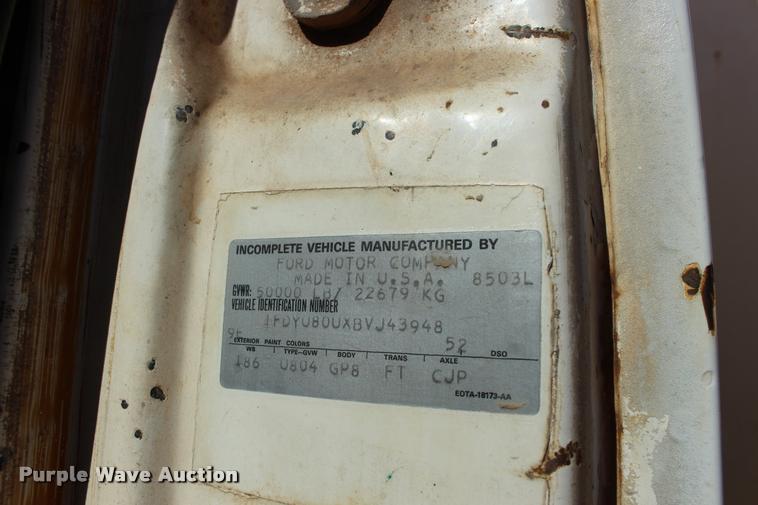 INCOMPLETE VEHICLE MANUFACTURED BY
FORD MOTOR COMPANY
MADE IN U.S.A. 8503L
GVWR: 50000 LB/ 22679 KG
VEHICLE IDENTIFICATION NUMBER
1FDYU80UXBVJ43948
9E 52
EXTERIOR PAINT COLORS DSO
WB TYPE-GVW BODY TRANS AXLE
186 U804 GP8 FT CJP
EOTA-18173-AA
Purple Wave Auction